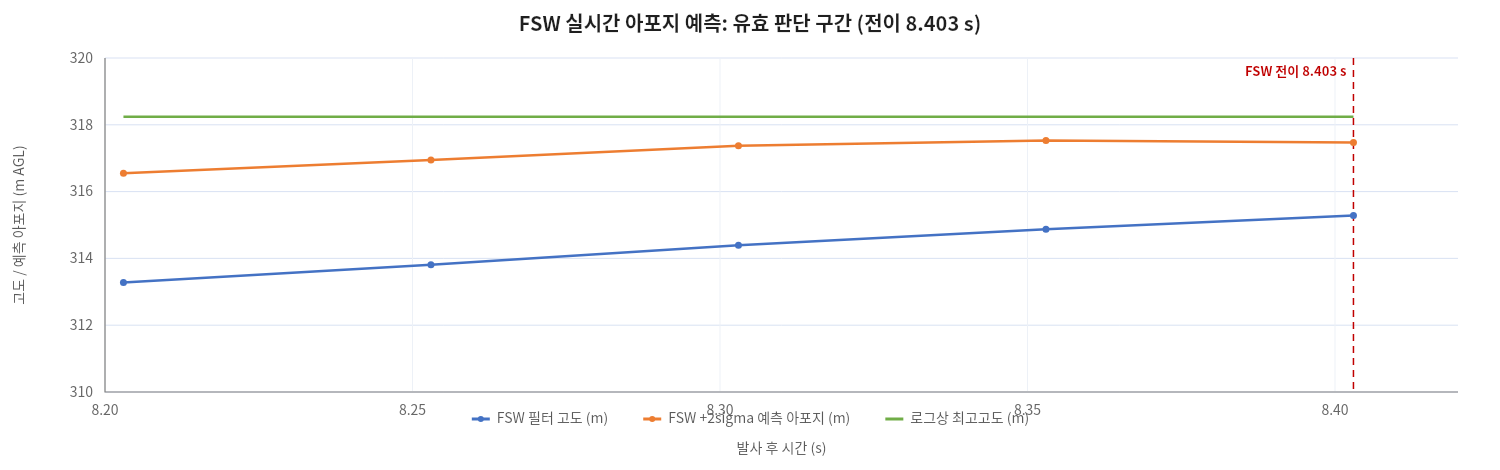 FSW 실시간 아포지 예측: 유효 판단 구간 (전이 8.403 s)
FSW 전이 8.403 s
고도 / 예측 아포지 (m AGL)
320
318
316
314
312
310
8.20 8.25 8.30 8.35 8.40
FSW 필터 고도 (m) FSW +2sigma 예측 아포지 (m) 로그상 최고고도 (m)
발사 후 시간 (s)